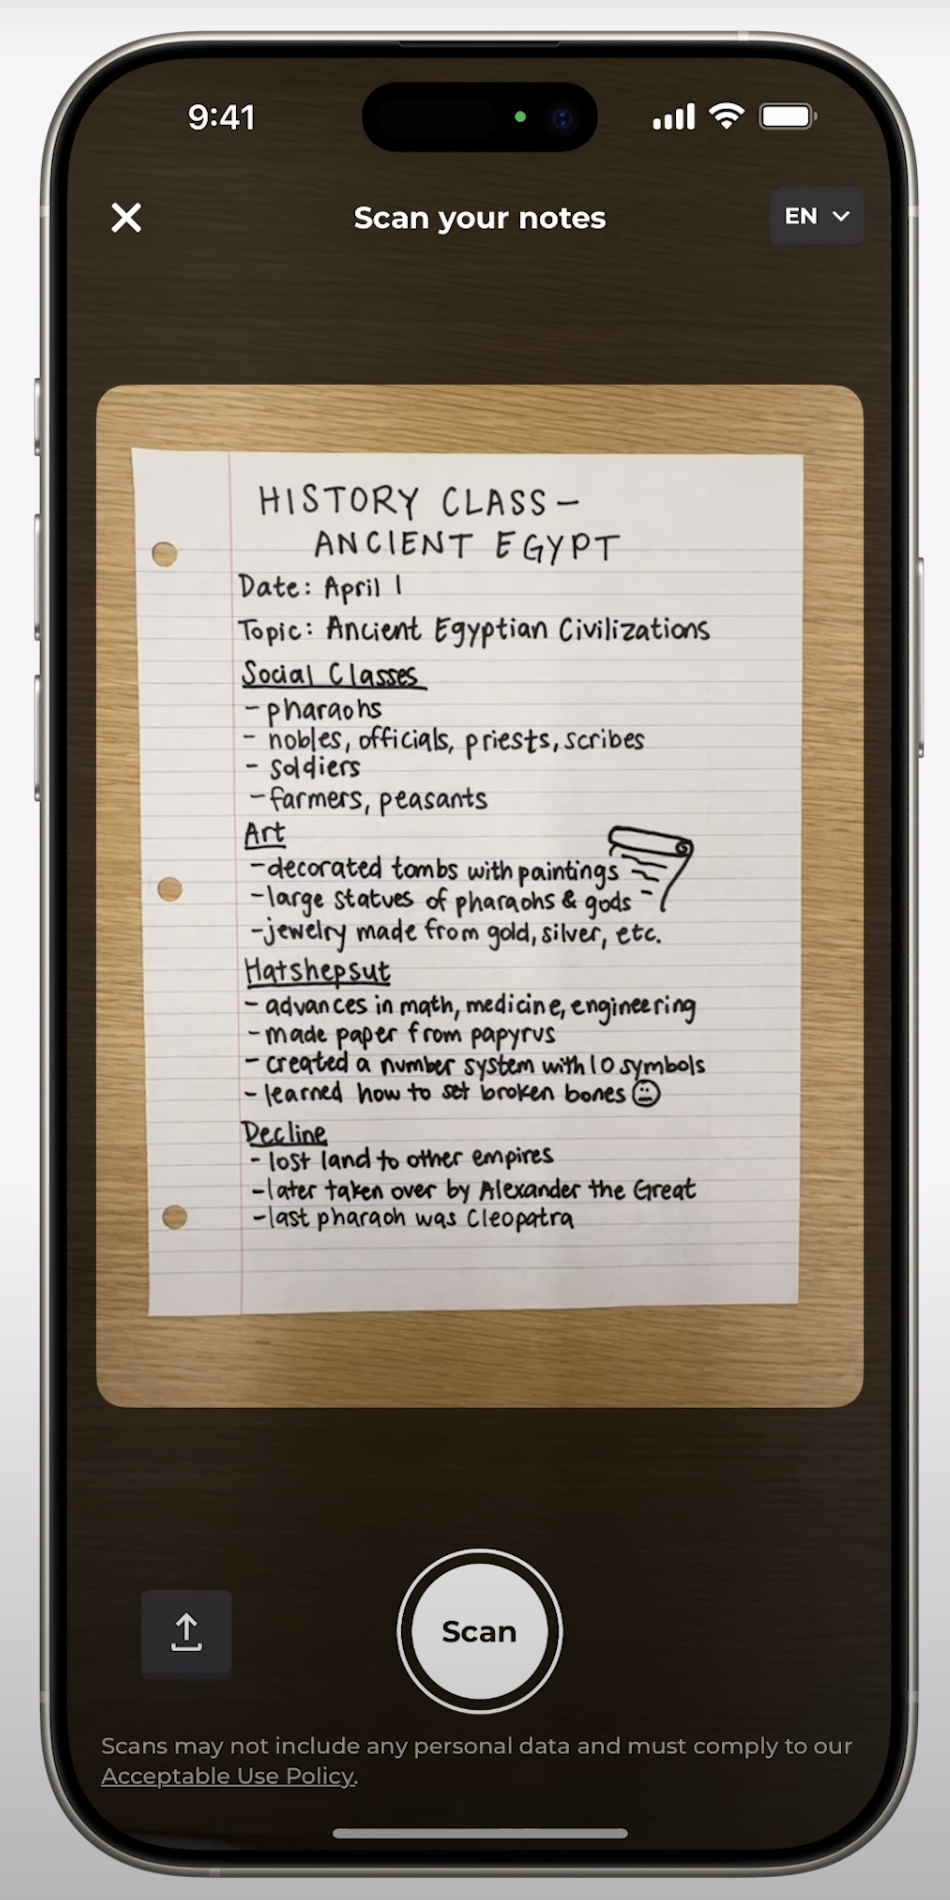 9:41
Scan your notes
EN
HISTORY CLASS-
ANCIENT EGYPT
Date: April 1
Topic: Ancient Egyptian Civilizations
Social Classes
- pharaohs
- nobles, officials, priests, scribes
- soldiers
- farmers, peasants
Art
- decorated tombs with paintings
- large statues of pharaohs & gods
- jewelry made from gold, silver, etc.
Hatshepsut
- advances in math, medicine, engineering
- made paper from papyrus
- created a number system with 10 symbols
- learned how to set broken bones
Decline
- lost land to other empires
- later taken over by Alexander the Great
- last pharaoh was Cleopatra
Scan
Scans may not include any personal data and must comply to our
Acceptable Use Policy.